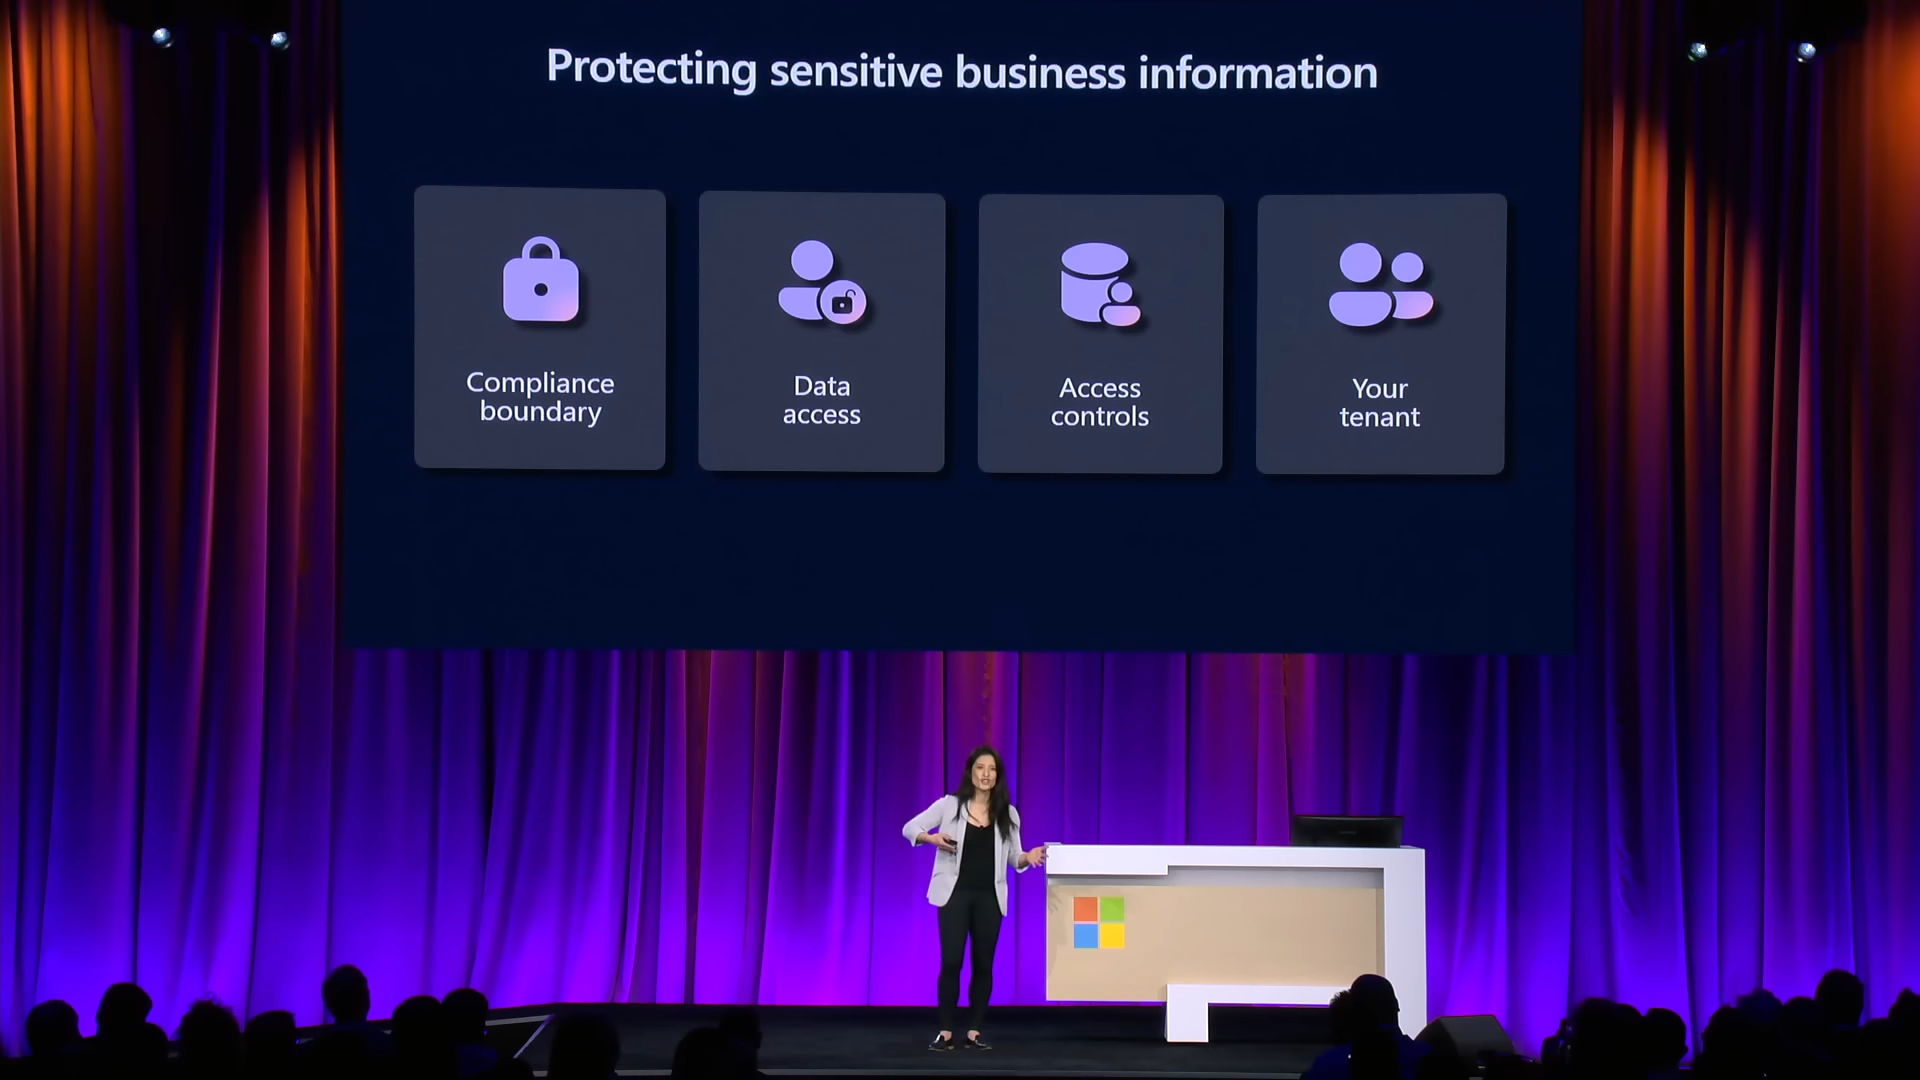 Protecting sensitive business information
Compliance
boundary
Data
access
Access
controls
Your
tenant